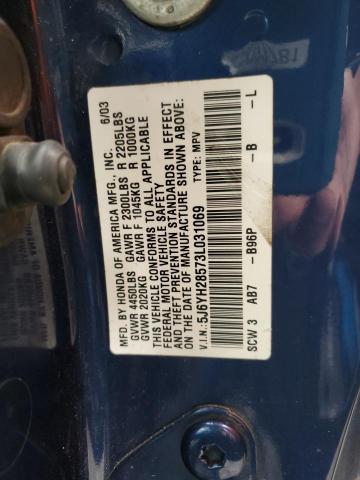 MFD. BY HONDA OF AMERICA MFG., INC. 6/03
GVWR 4450LBS GAWR F 2300LBS R 2205LBS
GVWR 2020KG GAWR F 1045KG R 1000KG
THIS VEHICLE CONFORMS TO ALL APPLICABLE
FEDERAL MOTOR VEHICLE SAFETY
AND THEFT PREVENTION STANDARDS IN EFFECT
ON THE DATE OF MANUFACTURE SHOWN ABOVE:
V.I.N.: 5J6YH28573L031069 TYPE: MPV
SCW 3 AB7 - B96P - B - L